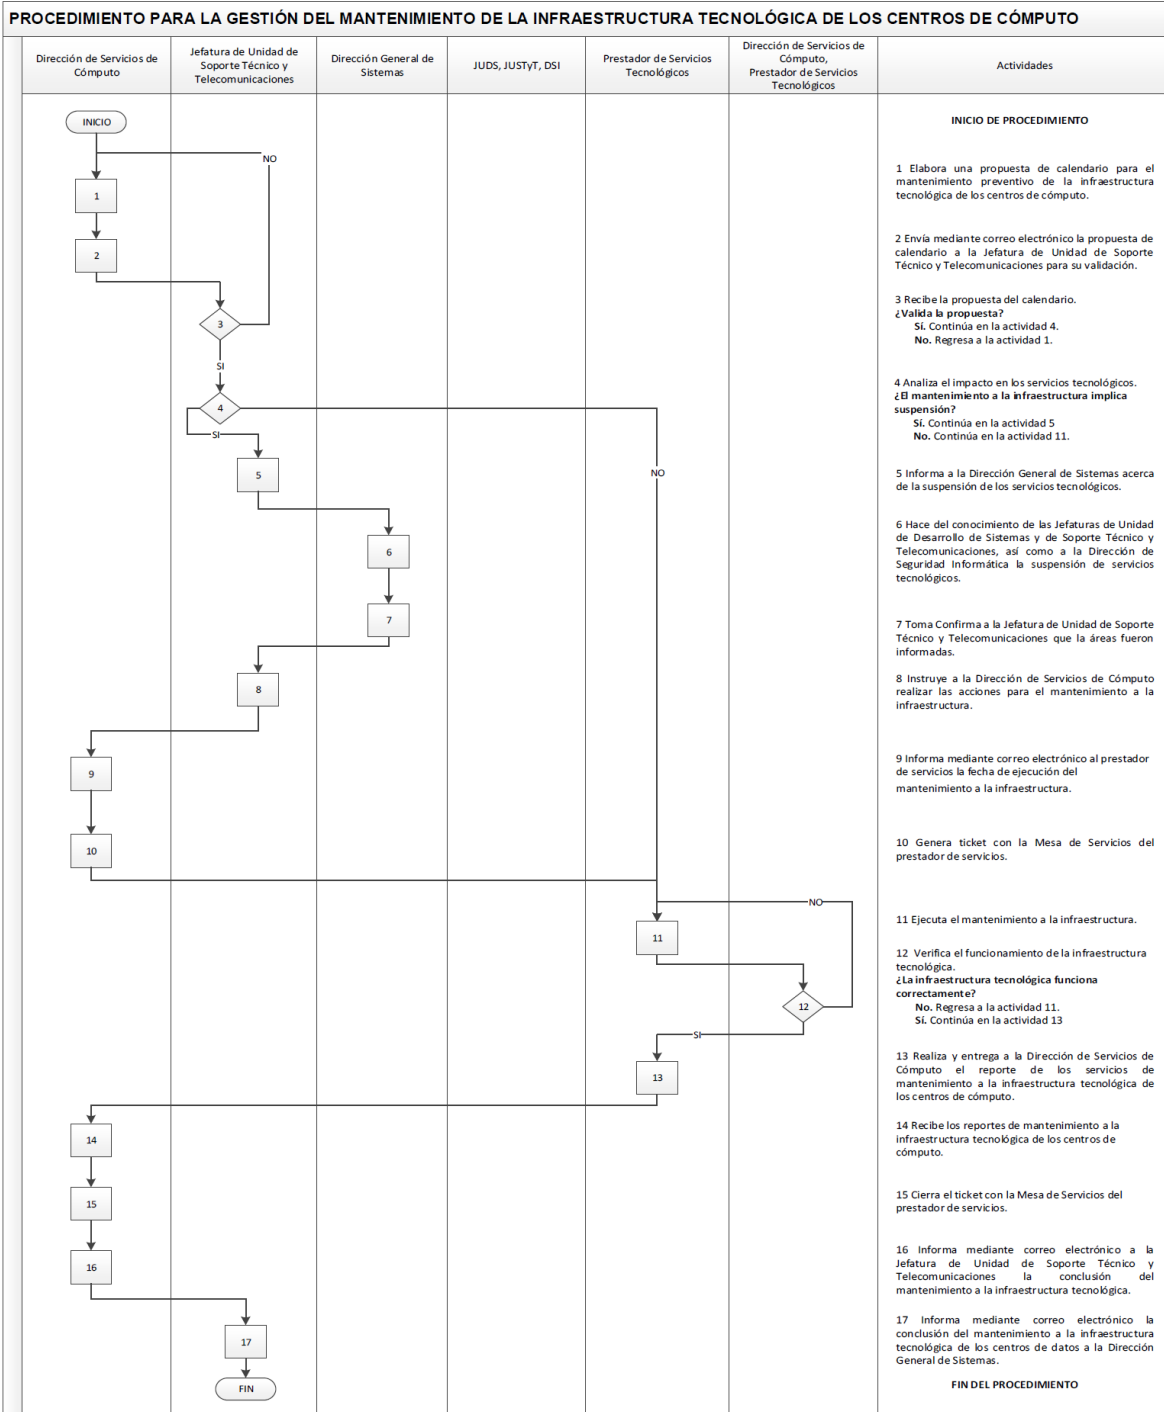 PROCEDIMIENTO PARA LA GESTIÓN DEL MANTENIMIENTO DE LA INFRAESTRUCTURA TECNOLÓGICA DE LOS CENTROS DE CÓMPUTO
Dirección de Servicios de
Cómputo
Jefatura de Unidad de
Soporte Técnico y
Telecomunicaciones
Dirección General de
Sistemas
JUDS, JUSTyT, DSI
Prestador de Servicios
Tecnológicos
Dirección de Servicios de
Cómputo,
Prestador de Servicios
Tecnológicos
Actividades
INICIO
NO
1
2
3
SI
4
SI
5
NO
6
7
8
9
10
NO
11
12
SI
13
14
15
16
17
FIN
INICIO DE PROCEDIMIENTO
1 Elabora una propuesta de calendario para el
mantenimiento preventivo de la infraestructura
tecnológica de los centros de cómputo.
2 Envía mediante correo electrónico la propuesta de
calendario a la Jefatura de Unidad de Soporte
Técnico y Telecomunicaciones para su validación.
3 Recibe la propuesta del calendario.
¿Valida la propuesta?
Sí. Continúa en la actividad 4.
No. Regresa a la actividad 1.
4 Analiza el impacto en los servicios tecnológicos.
¿El mantenimiento a la infraestructura implica
suspensión?
Sí. Continúa en la actividad 5
No. Continúa en la actividad 11.
5 Informa a la Dirección General de Sistemas acerca
de la suspensión de los servicios tecnológicos.
6 Hace del conocimiento de las Jefaturas de Unidad
de Desarrollo de Sistemas y de Soporte Técnico y
Telecomunicaciones, así como a la Dirección de
Seguridad Informática la suspensión de servicios
tecnológicos.
7 Toma Confirma a la Jefatura de Unidad de Soporte
Técnico y Telecomunicaciones que la áreas fueron
informadas.
8 Instruye a la Dirección de Servicios de Cómputo
realizar las acciones para el mantenimiento a la
infraestructura.
9 Informa mediante correo electrónico al prestador
de servicios la fecha de ejecución del
mantenimiento a la infraestructura.
10 Genera ticket con la Mesa de Servicios del
prestador de servicios.
11 Ejecuta el mantenimiento a la infraestructura.
12 Verifica el funcionamiento de la infraestructura
tecnológica.
¿La infraestructura tecnológica funciona
correctamente?
No. Regresa a la actividad 11.
Sí. Continúa en la actividad 13
13 Realiza y entrega a la Dirección de Servicios de
Cómputo el reporte de los servicios de
mantenimiento a la infraestructura tecnológica de
los centros de cómputo.
14 Recibe los reportes de mantenimiento a la
infraestructura tecnológica de los centros de
cómputo.
15 Cierra el ticket con la Mesa de Servicios del
prestador de servicios.
16 Informa mediante correo electrónico a la
Jefatura de Unidad de Soporte Técnico y
Telecomunicaciones la conclusión del
mantenimiento a la infraestructura tecnológica.
17 Informa mediante correo electrónico la
conclusión del mantenimiento a la infraestructura
tecnológica de los centros de datos a la Dirección
General de Sistemas.
FIN DEL PROCEDIMIENTO